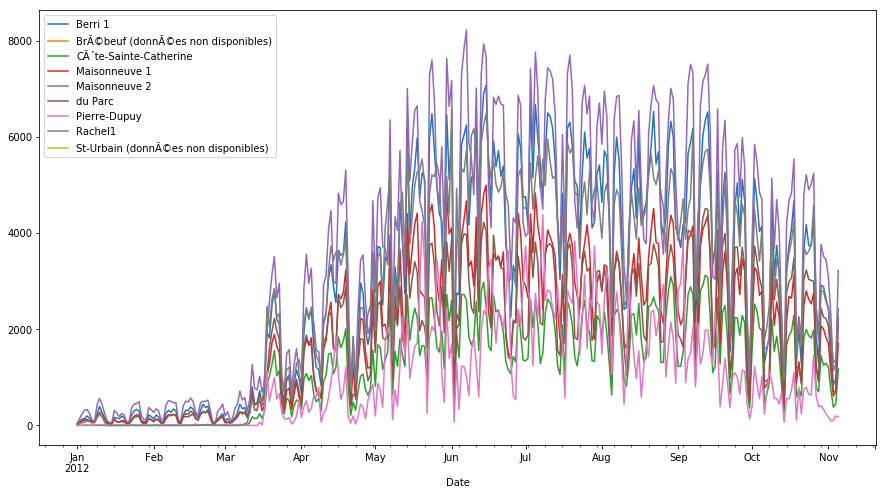 Berri 1
BrÃ©beuf (donnÃ©es non disponibles)
CÃ´te-Sainte-Catherine
Maisonneuve 1
Maisonneuve 2
du Parc
Pierre-Dupuy
Rachel1
St-Urbain (donnÃ©es non disponibles)
8000
6000
4000
2000
0
Jan Feb Mar Apr May Jun Jul Aug Sep Oct Nov
2012
Date